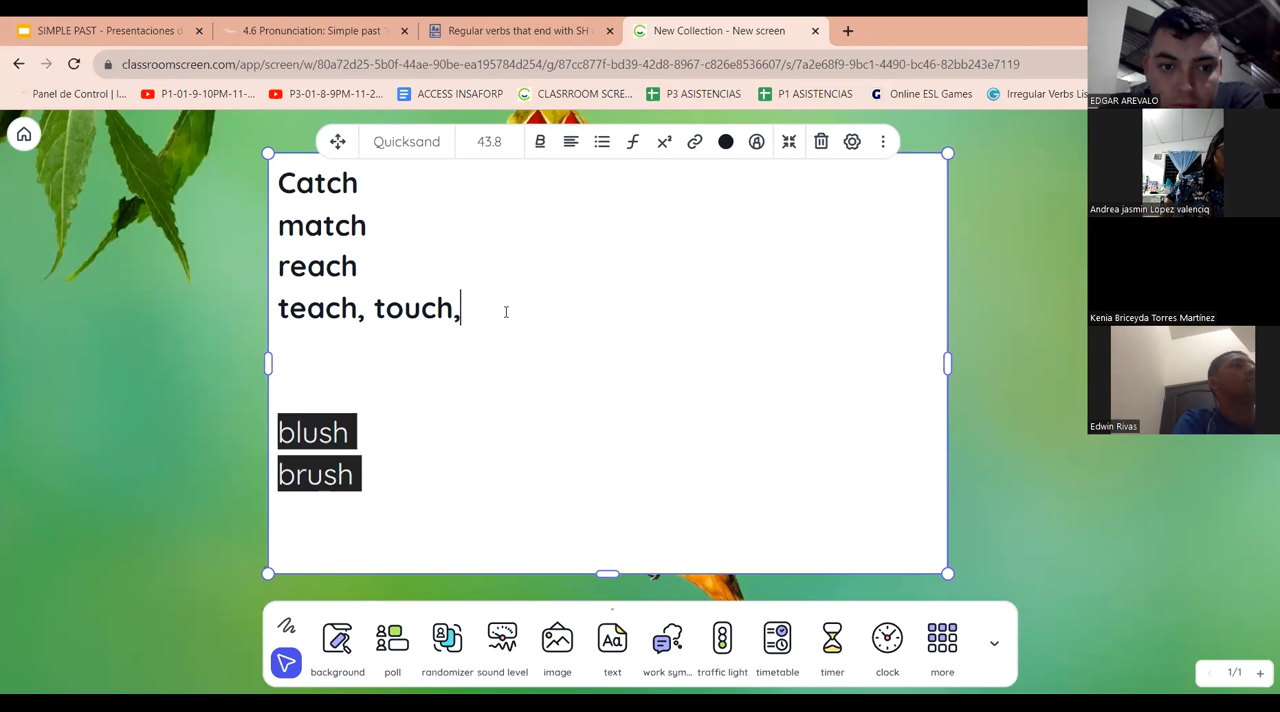 SIMPLE PAST - Presentaciones d
4.6 Pronunciation: Simple past
Regular verbs that end with SH
New Collection - New screen
classroomscreen.com/app/screen/w/80a72d25-5b0f-44ae-90be-ea195784d254/g/87cc877f-bd39-42d8-8967-c826e8536607/s/7a2e68f9-9bc1-4490-bc46-82bb243e7119
Panel de Control | I...
P1-01-9-10PM-11-...
P3-01-8-9PM-11-2...
ACCESS INSAFORP
CLASRROOM SCRE...
P3 ASISTENCIAS
P1 ASISTENCIAS
Online ESL Games
Irregular Verbs Lis
EDGAR AREVALO
Andrea jasmin Lopez valenciq
Kenia Briceyda Torres Martínez
Edwin Rivas
Quicksand
43.8
Catch
match
reach
teach, touch,
blush
brush
background
poll
randomizer
sound level
image
text
work sym...
traffic light
timetable
timer
clock
more
1/1